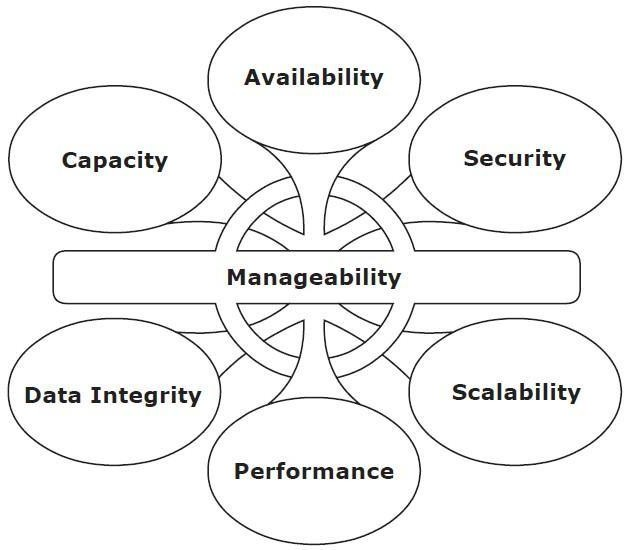 Availability
Capacity
Security
Manageability
Data Integrity
Scalability
Performance